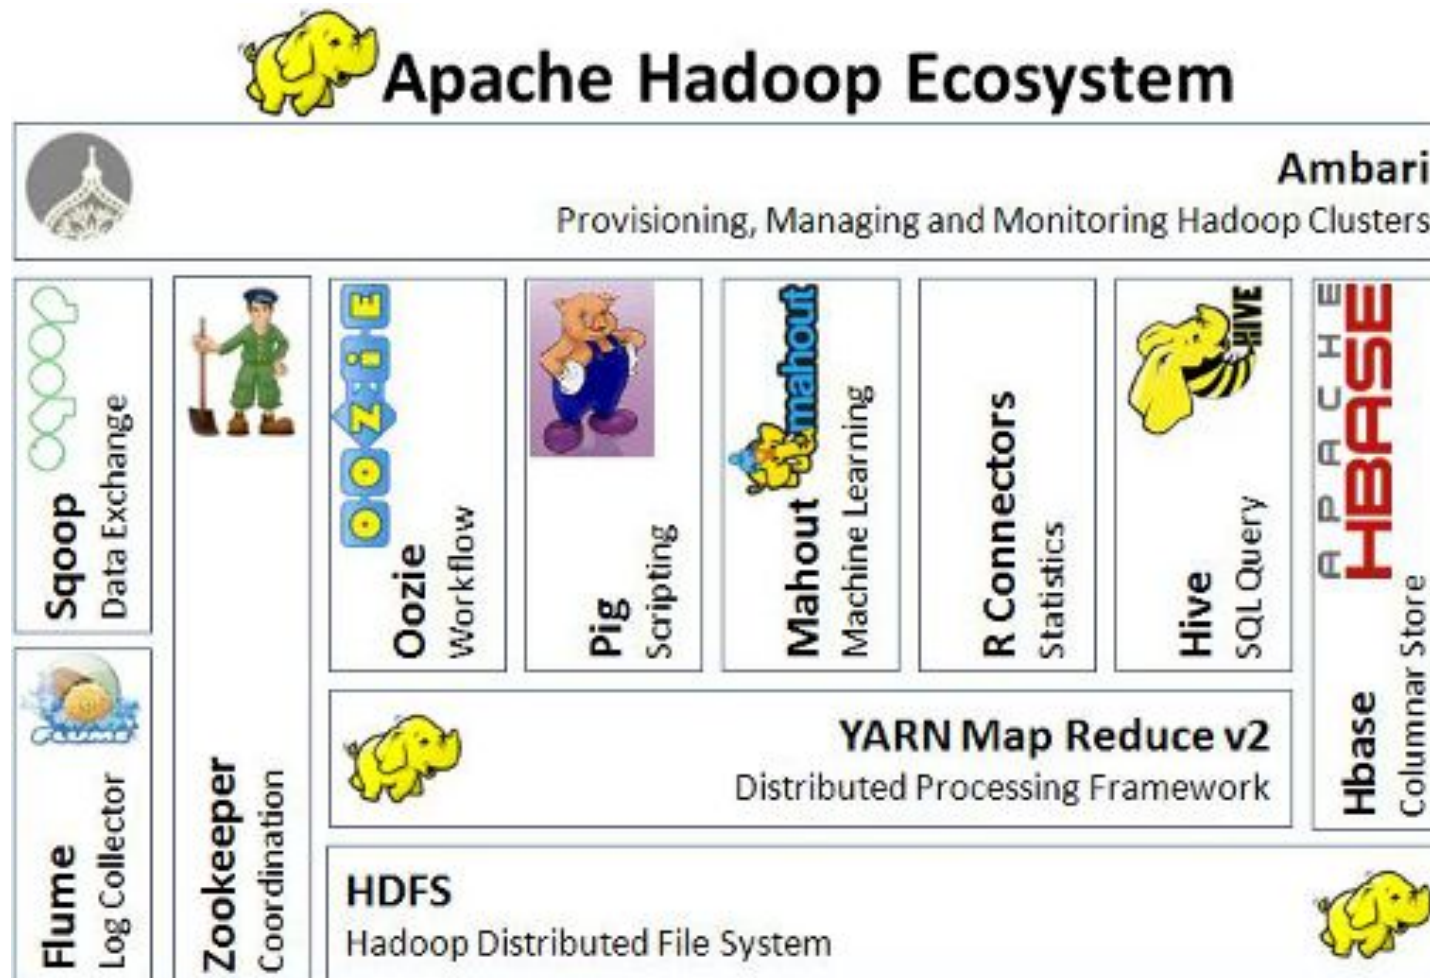 Apache Hadoop Ecosystem
Ambari
Provisioning, Managing and Monitoring Hadoop Clusters
Sqoop
Data Exchange
Flume
FLUME
Log Collector
Zookeeper
Coordination
OOZIE
Oozie
Workflow
Pig
Scripting
mahout
Mahout
Machine Learning
R Connectors
Statistics
HIVE
Hive
SQL Query
APACHE
HBASE
Hbase
Columnar Store
YARN Map Reduce v2
Distributed Processing Framework
HDFS
Hadoop Distributed File System